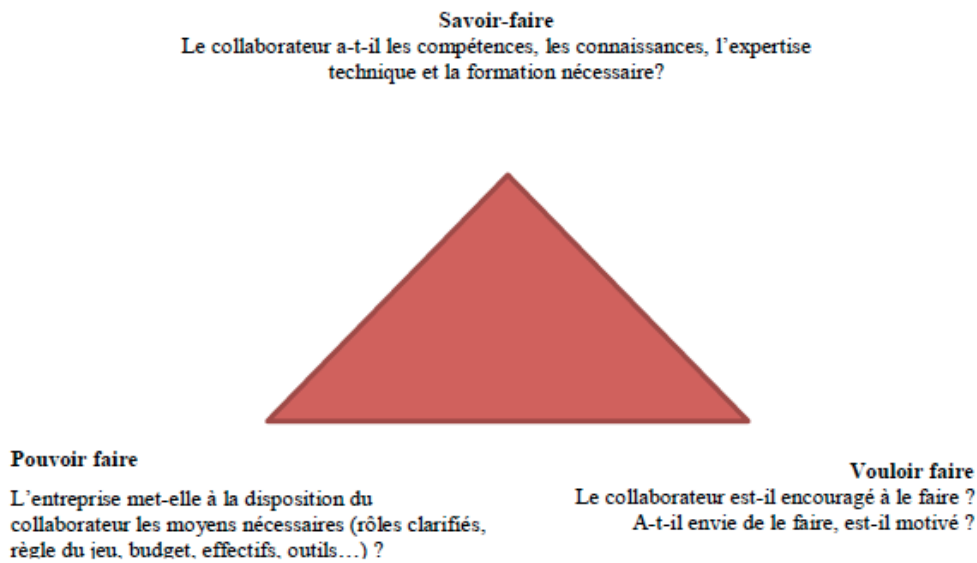 Savoir-faire
Le collaborateur a-t-il les compétences, les connaissances, l'expertise
technique et la formation nécessaire?
Pouvoir faire
L'entreprise met-elle à la disposition du
collaborateur les moyens nécessaires (rôles clarifiés,
règle du jeu, budget, effectifs, outils…) ?
Vouloir faire
Le collaborateur est-il encouragé à le faire ?
A-t-il envie de le faire, est-il motivé ?